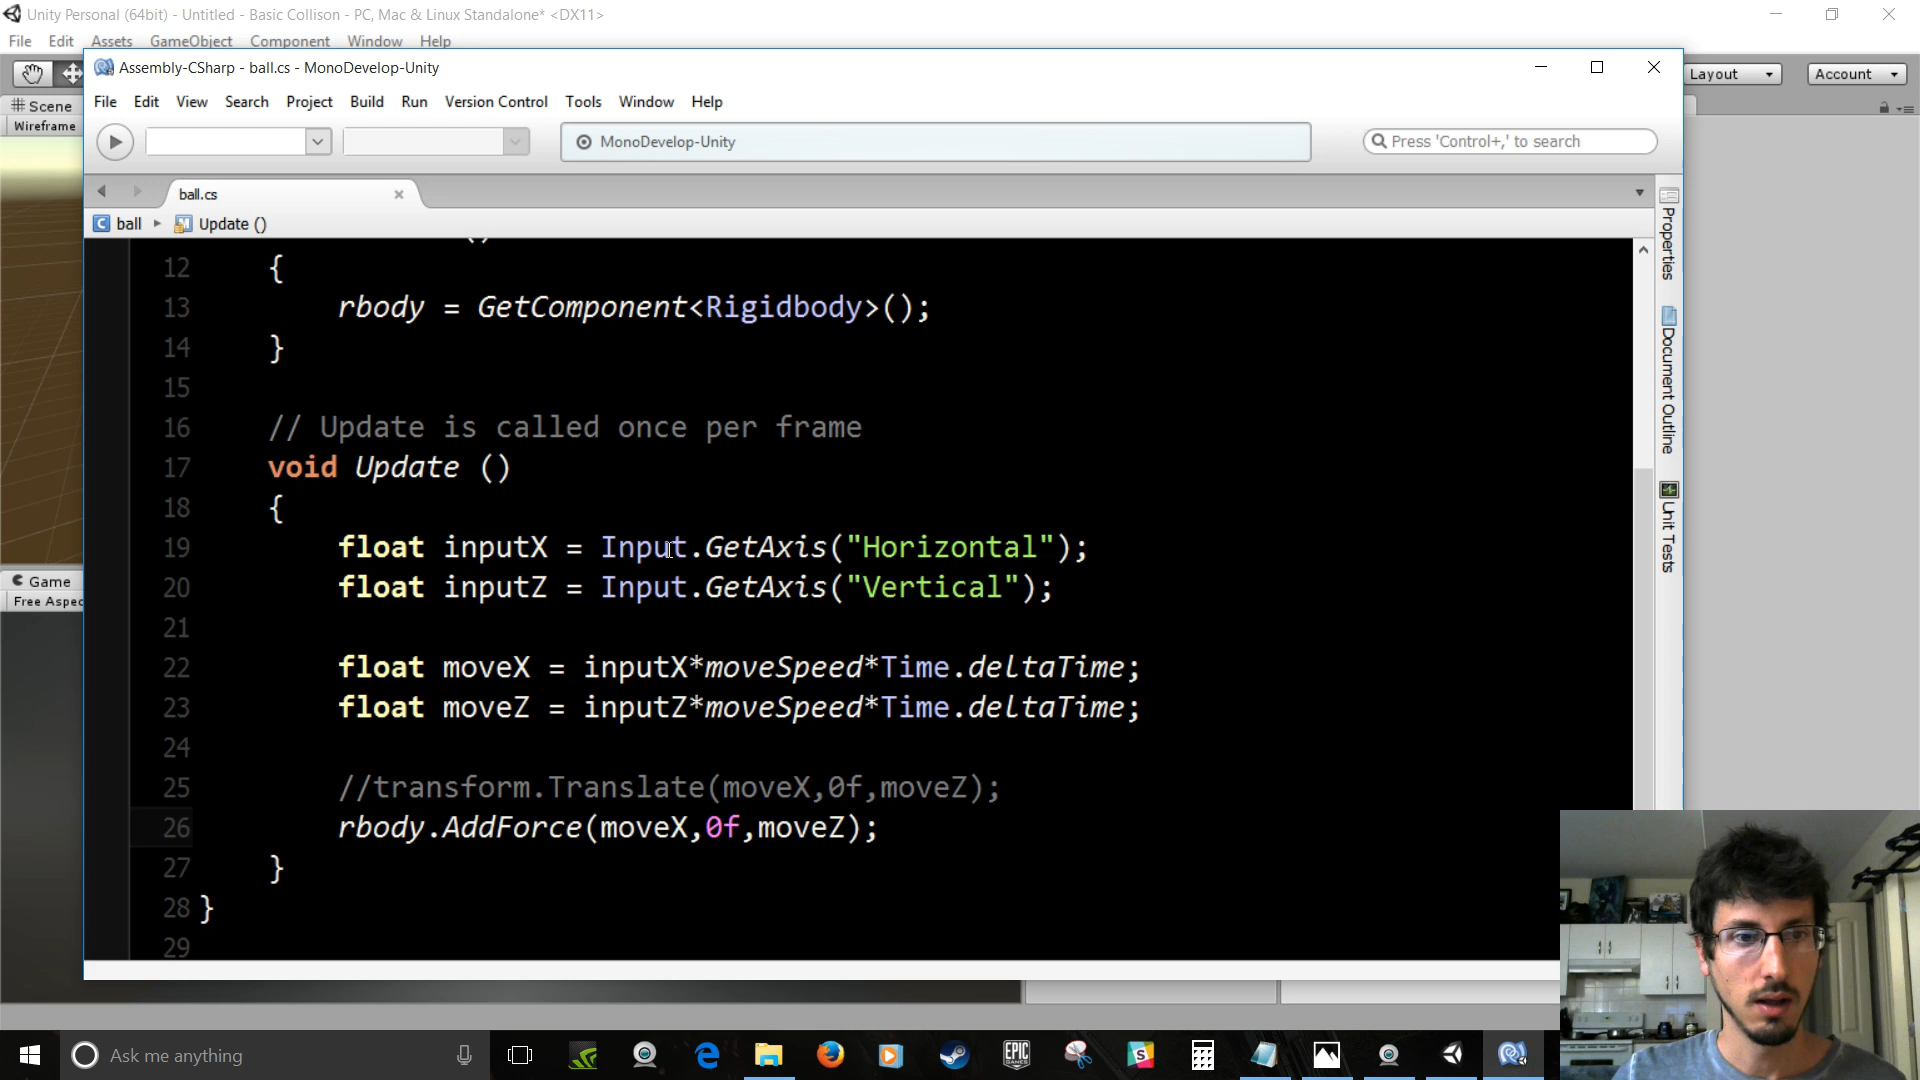 Unity Personal (64bit) - Untitled - Basic Collison - PC, Mac & Linux Standalone* <DX11>
File Edit Assets GameObject Component Window Help
Layout Account
Scene
Wireframe
Game
Free Aspec
Assembly-CSharp - ball.cs - MonoDevelop-Unity
File Edit View Search Project Build Run Version Control Tools Window Help
MonoDevelop-Unity
Press 'Control+,' to search
ball.cs
ball Update ()
12 {
13 rbody = GetComponent<Rigidbody>();
14 }
15
16 // Update is called once per frame
17 void Update ()
18 {
19 float inputX = Input.GetAxis("Horizontal");
20 float inputZ = Input.GetAxis("Vertical");
21
22 float moveX = inputX*moveSpeed*Time.deltaTime;
23 float moveZ = inputZ*moveSpeed*Time.deltaTime;
24
25 //transform.Translate(moveX,0f,moveZ);
26 rbody.AddForce(moveX,0f,moveZ);
27 }
28 }
29
Properties
Document Outline
Unit Tests
Ask me anything
EPIC GAMES